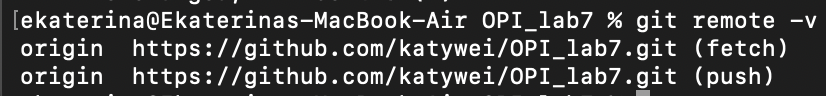 [ekaterina@Ekaterinas-MacBook-Air OPI_lab7 % git remote -v
origin  https://github.com/katywei/OPI_lab7.git (fetch)
origin  https://github.com/katywei/OPI_lab7.git (push)